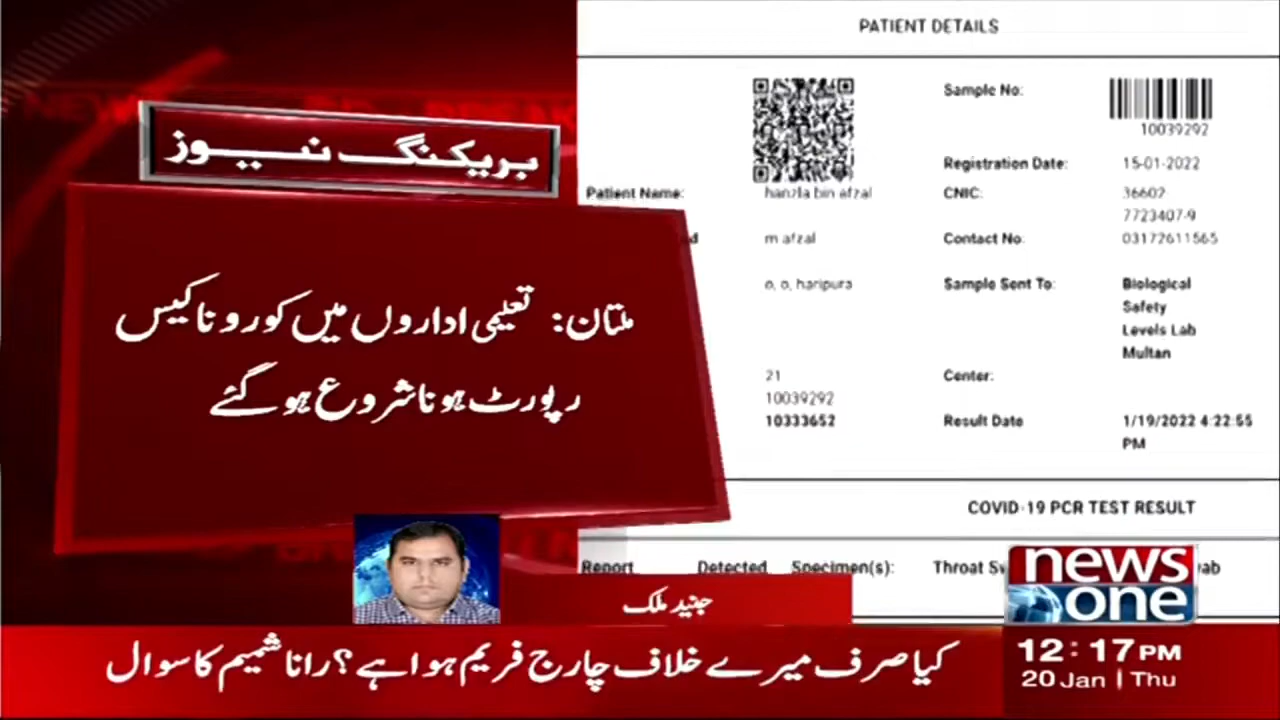 بریکنگ نیوز
ملتان: تعلیمی اداروں میں کورونا کیس
رپورٹ ہونا شروع ہو گئے
PATIENT DETAILS
Sample No:
10039292
Registration Date: 15-01-2022
Patient Name: hanzla bin afzal CNIC: 36602
7723407-9
d m afzal Contact No: 03172611565
o, o, haripura Sample Sent To: Biological
Safety
Levels Lab
Multan
21 Center:
10039292
10333652 Result Date 1/19/2022 4:22:55
PM
COVID-19 PCR TEST RESULT
Report Detected Specimen(s): Throat Sw ab
جنید ملک
news
one
کیا صرف میرے خلاف چارج فریم ہوا ہے؟ رانا شمیم کا سوال
12:17 PM
20 Jan | Thu